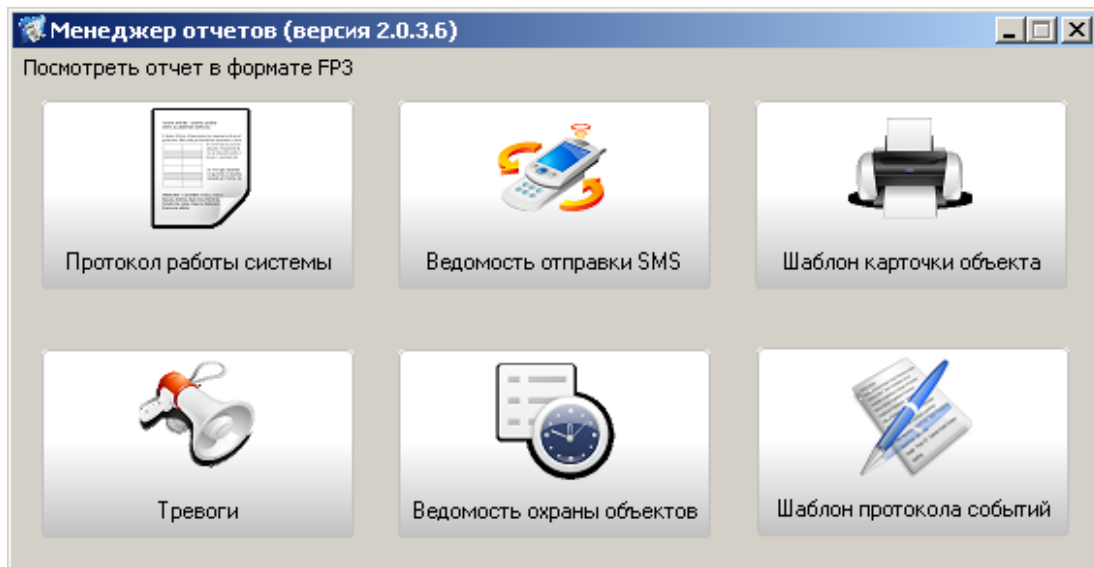 Менеджер отчетов (версия 2.0.3.6)
Посмотреть отчет в формате FP3
Протокол работы системы
Ведомость отправки SMS
Шаблон карточки объекта
Тревоги
Ведомость охраны объектов
Шаблон протокола событий